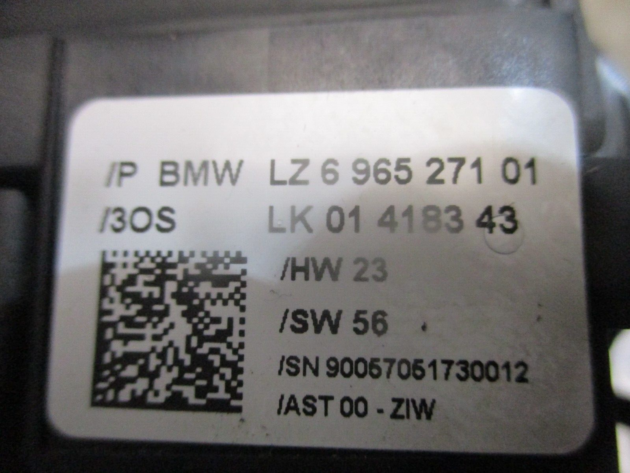 /P BMW LZ 6 965 271 01
/3OS LK 01 4183 43
/HW 23
/SW 56
/SN 90057051730012
/AST 00 - ZIW